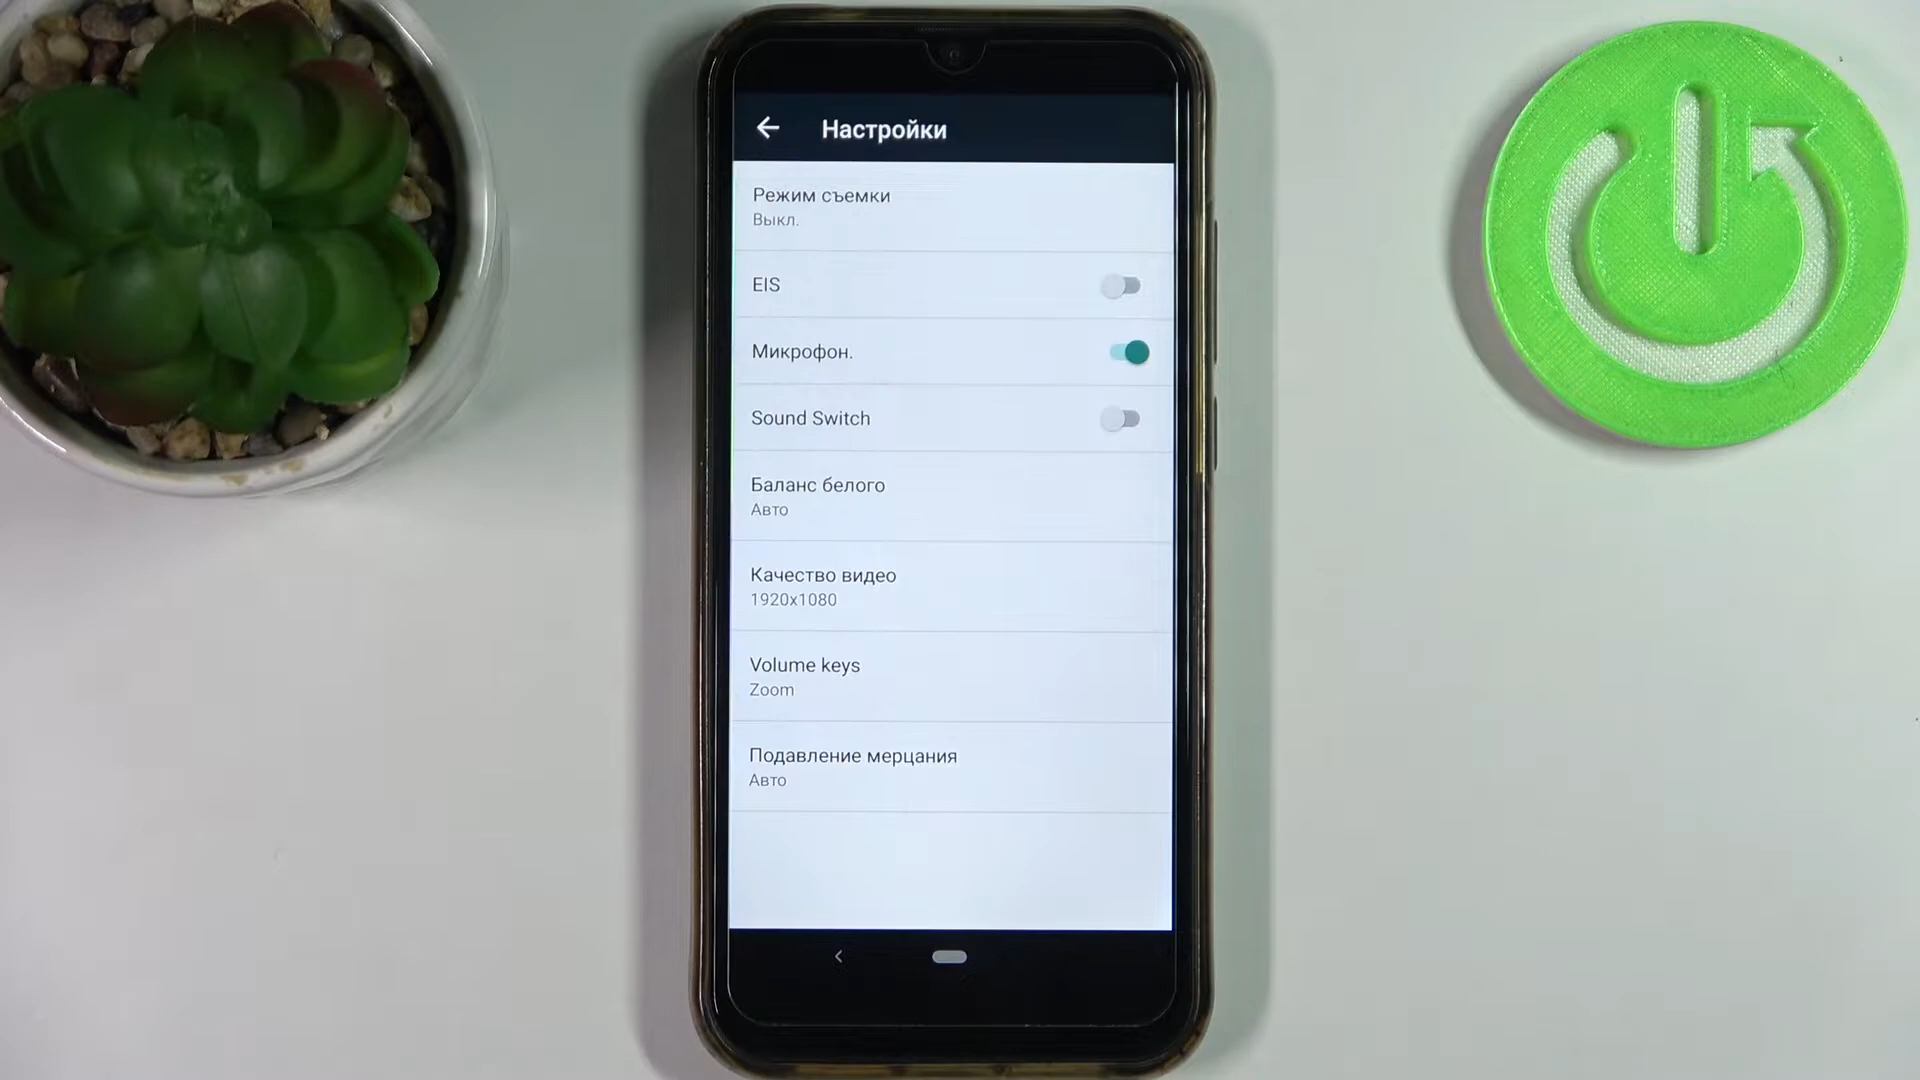 Настройки
Режим съемки
Выкл.
EIS
Микрофон.
Sound Switch
Баланс белого
Авто
Качество видео
1920x1080
Volume keys
Zoom
Подавление мерцания
Авто